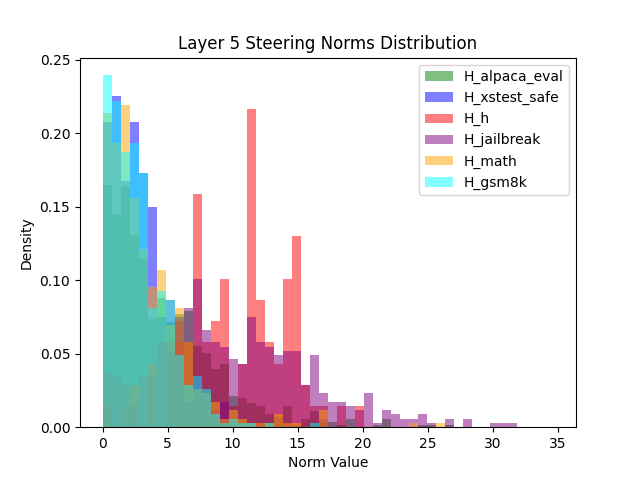 Layer 5 Steering Norms Distribution
0.25
0.20
0.15
0.10
0.05
0.00
Density
H_alpaca_eval
H_xstest_safe
H_h
H_jailbreak
H_math
H_gsm8k
0 5 10 15 20 25 30 35
Norm Value